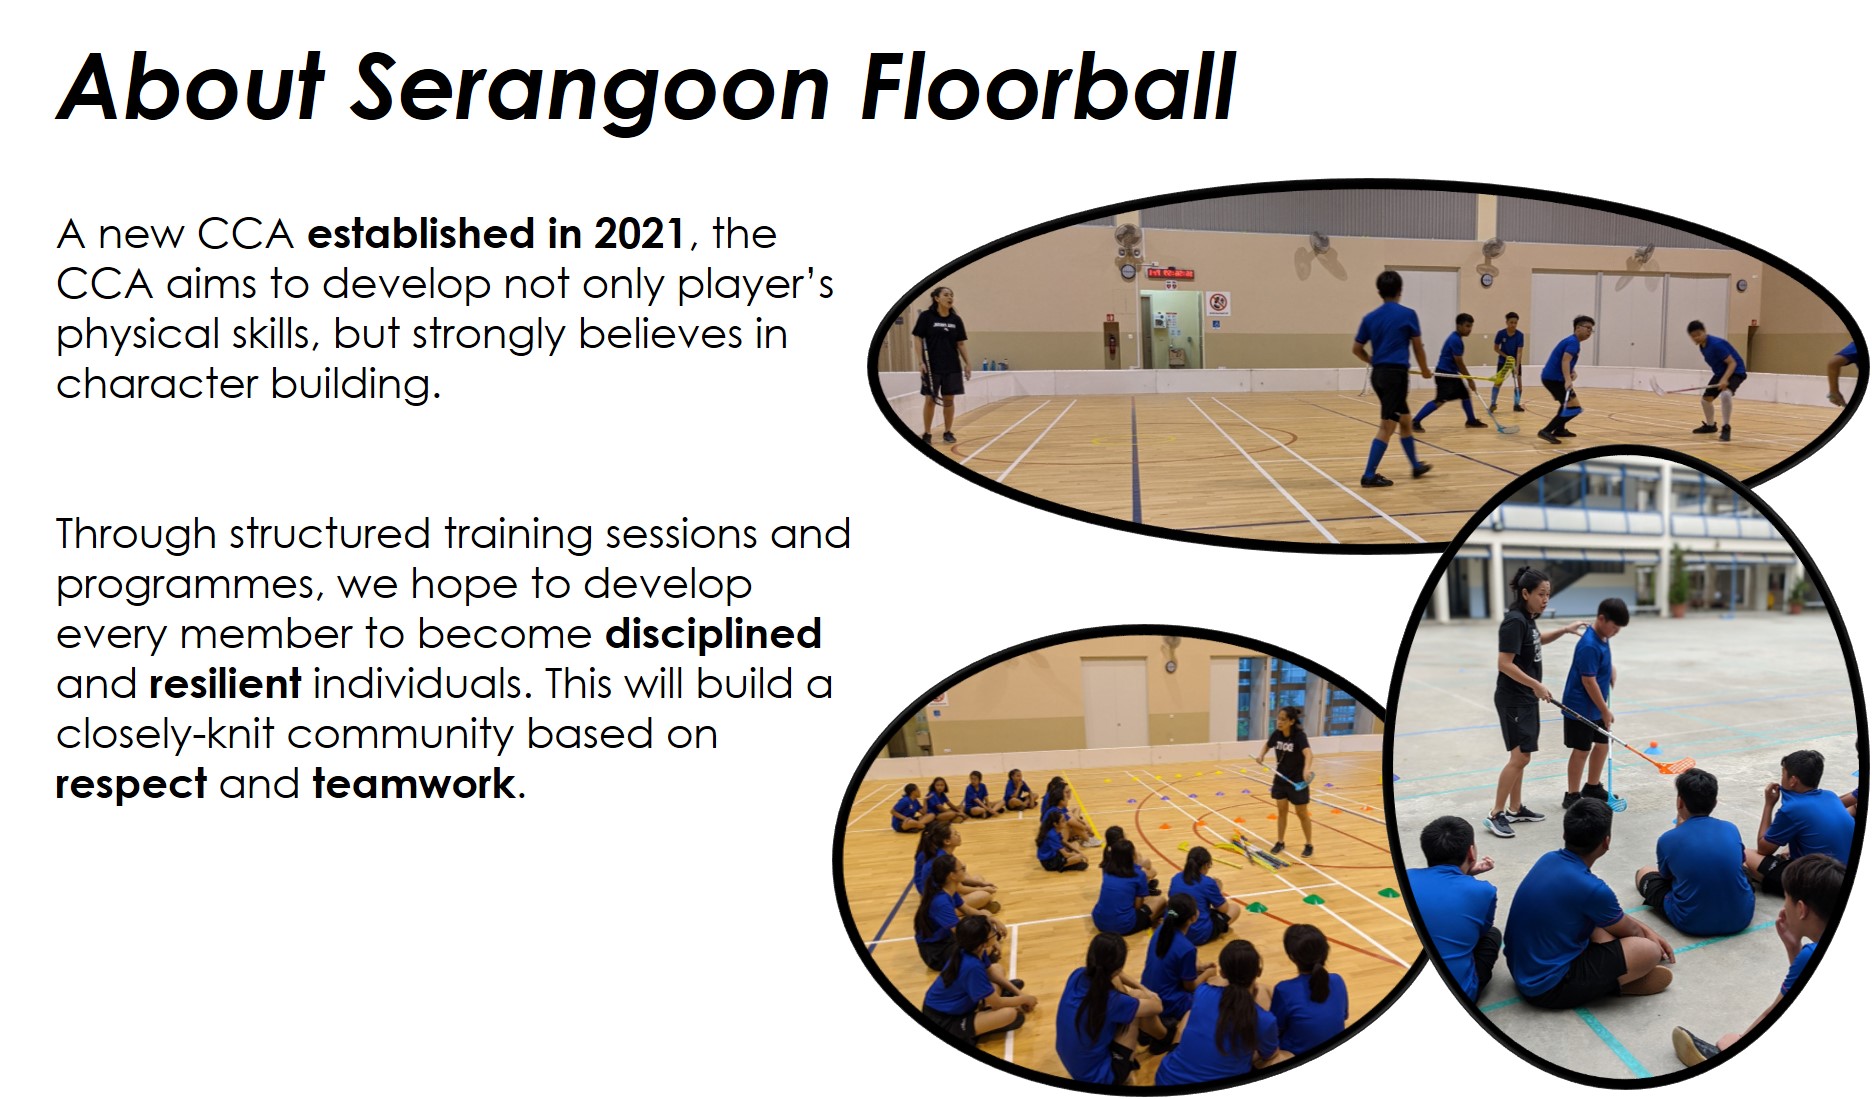 About Serangoon Floorball
A new CCA established in 2021, the
CCA aims to develop not only player’s
physical skills, but strongly believes in
character building.
Through structured training sessions and
programmes, we hope to develop
every member to become disciplined
and resilient individuals. This will build a
closely-knit community based on
respect and teamwork.